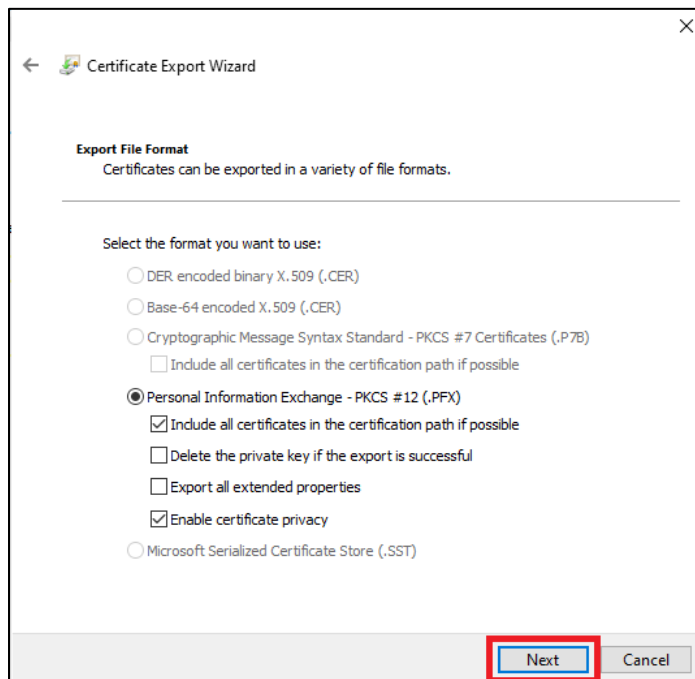 Certificate Export Wizard
Export File Format
Certificates can be exported in a variety of file formats.
Select the format you want to use:
DER encoded binary X.509 (.CER)
Base-64 encoded X.509 (.CER)
Cryptographic Message Syntax Standard - PKCS #7 Certificates (.P7B)
Include all certificates in the certification path if possible
Personal Information Exchange - PKCS #12 (.PFX)
Include all certificates in the certification path if possible
Delete the private key if the export is successful
Export all extended properties
Enable certificate privacy
Microsoft Serialized Certificate Store (.SST)
Next Cancel